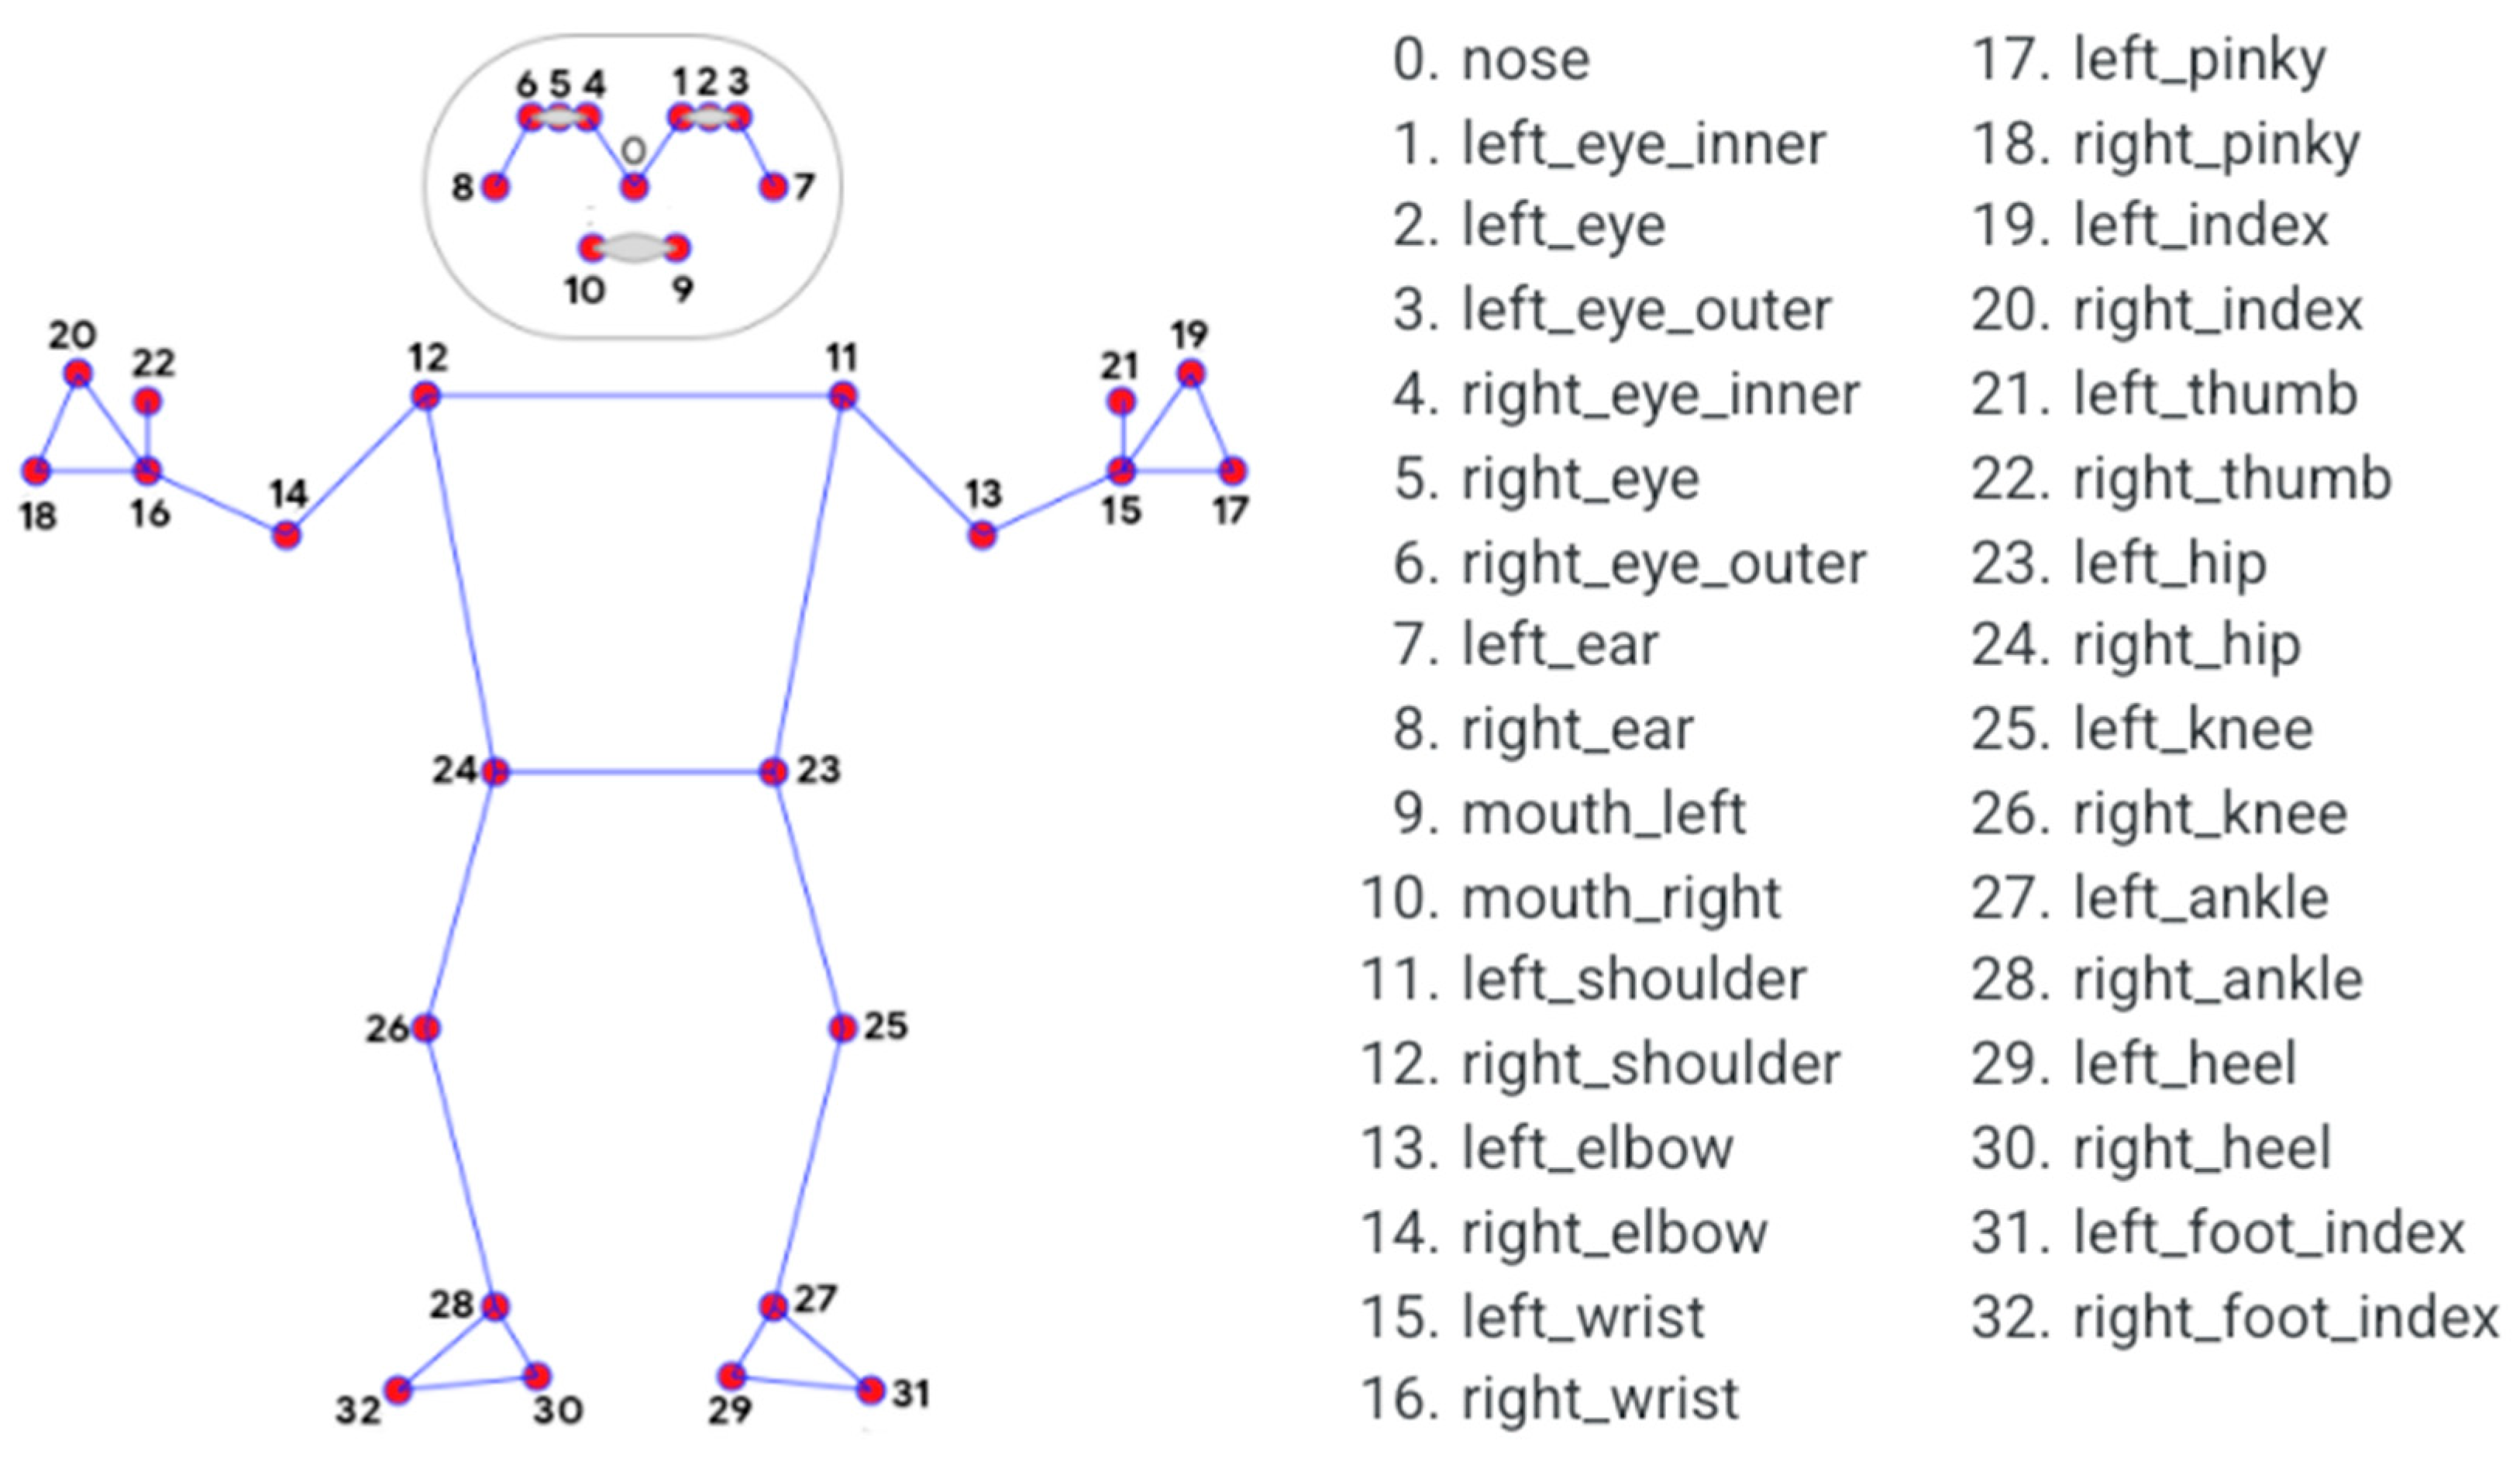 6 5 4 1 2 3
0
8 7
10 9
20 22 12 11 21 19
18 16 14 13 15 17
24 23
26 25
28 27
32 30 29 31
0. nose
1. left_eye_inner
2. left_eye
3. left_eye_outer
4. right_eye_inner
5. right_eye
6. right_eye_outer
7. left_ear
8. right_ear
9. mouth_left
10. mouth_right
11. left_shoulder
12. right_shoulder
13. left_elbow
14. right_elbow
15. left_wrist
16. right_wrist
17. left_pinky
18. right_pinky
19. left_index
20. right_index
21. left_thumb
22. right_thumb
23. left_hip
24. right_hip
25. left_knee
26. right_knee
27. left_ankle
28. right_ankle
29. left_heel
30. right_heel
31. left_foot_index
32. right_foot_index